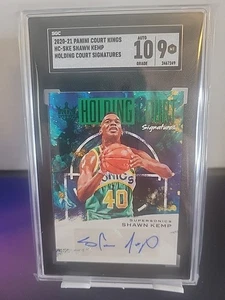 SGC
2020-21 PANINI COURT KINGS
HC-SKE SHAWN KEMP
HOLDING COURT SIGNATURES
AUTO
10
GRADE
9
HOLDING COURT
Signatures
SONICS
40
SUPERSONICS
SHAWN KEMP